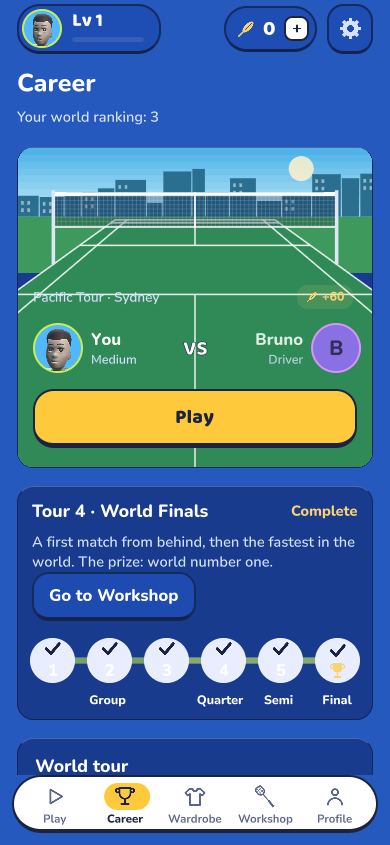 Lv 1
0
+
Career
Your world ranking: 3
Pacific Tour · Sydney
+60
You
Medium
VS
Bruno
Driver
B
Play
Tour 4 · World Finals
Complete
A first match from behind, then the fastest in the
world. The prize: world number one.
Go to Workshop
1
2
3
4
5
Group
Quarter
Semi
Final
World tour
Play
Career
Wardrobe
Workshop
Profile